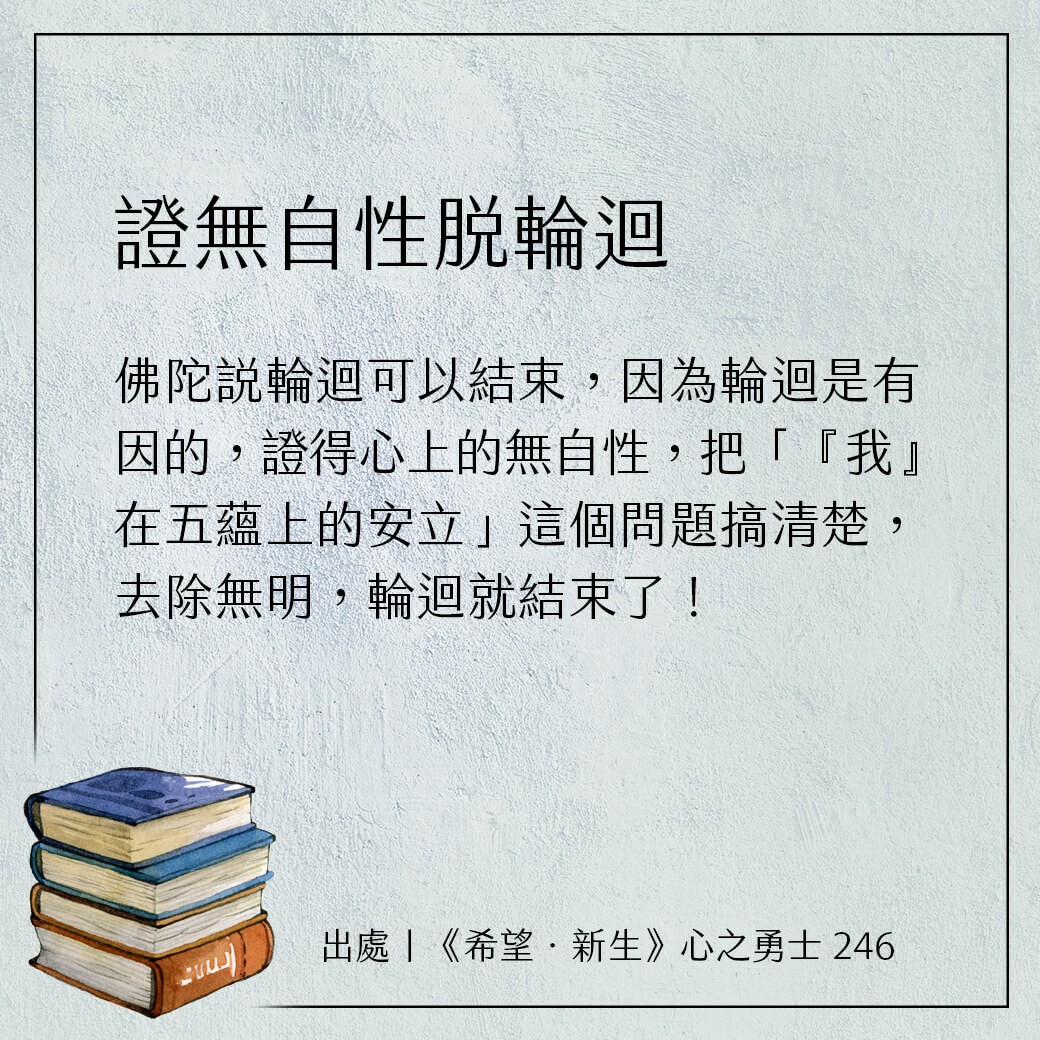 證無自性脱輪迴
佛陀説輪迴可以結束，因為輪迴是有
因的，證得心上的無自性，把「『我』
在五蘊上的安立」這個問題搞清楚，
去除無明，輪迴就結束了！
出處｜《希望．新生》心之勇士 246